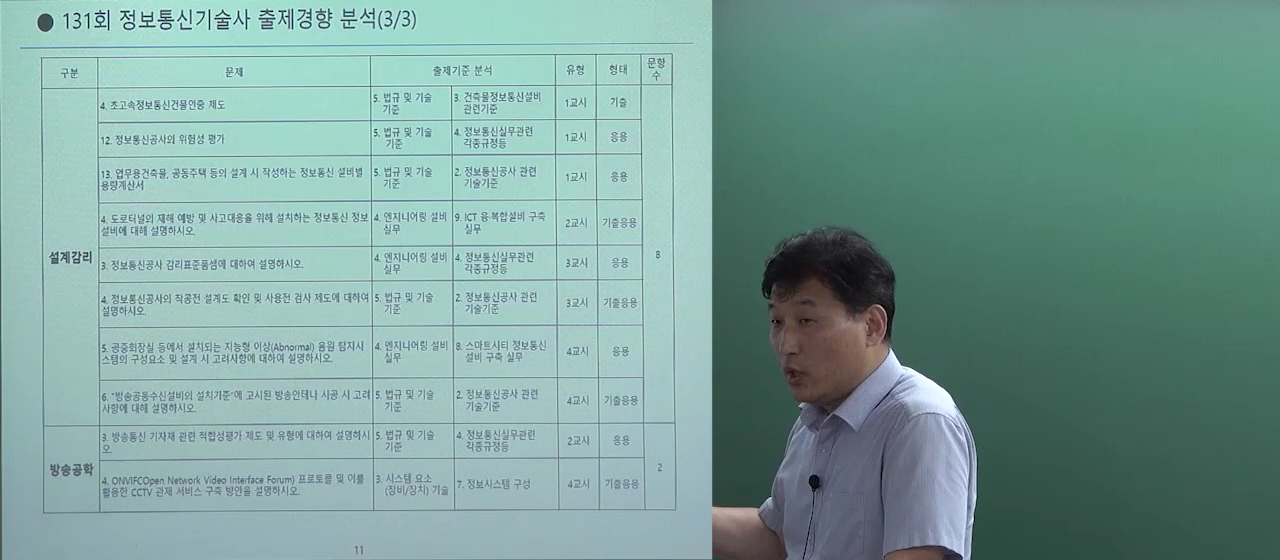 ● 131회 정보통신기술사 출제경향 분석(3/3)
구분 문제 출제기준 분석 유형 형태 문항
수
설계감리
4. 초고속정보통신건물인증 제도 5. 법규 및 기술 3. 건축물정보통신설비 1교시 기출
기준 관련기준
12. 정보통신공사의 위험성 평가 5. 법규 및 기술 4. 정보통신실무관련 1교시 응용
기준 각종규정등
13. 업무용건축물, 공동주택 등의 설계 시 작성하는 정보통신 설비별 5. 법규 및 기술 2. 정보통신공사 관련 1교시 응용
용량계산서 기준 기술기준
4. 도로터널의 재해 예방 및 사고대응을 위해 설치하는 정보통신 정보 4. 엔지니어링 설비 9. ICT 융·복합설비 구축 2교시 기출응용
설비에 대해 설명하시오. 실무 실무
3. 정보통신공사 감리표준품셈에 대하여 설명하시오. 4. 엔지니어링 설비 4. 정보통신실무관련 3교시 응용
실무 각종규정등
8
4. 정보통신공사의 착공전 설계도 확인 및 사용전 검사 제도에 대하여 5. 법규 및 기술 2. 정보통신공사 관련 3교시 기출응용
설명하시오. 기준 기술기준
5. 공중화장실 등에서 설치되는 지능형 이상(Abnormal) 음원 탐지시 4. 엔지니어링 설비 8. 스마트시티 정보통신 4교시 응용
스템의 구성요소 및 설계 시 고려사항에 대하여 설명하시오. 실무 설비 구축 실무
6. "방송공동수신설비의 설치기준"에 고시된 방송안테나 시공 시 고려 5. 법규 및 기술 2. 정보통신공사 관련 4교시 기출응용
사항에 대해 설명하시오. 기준 기술기준
방송공학
3. 방송통신 기자재 관련 적합성평가 제도 및 유형에 대하여 설명하시 5. 법규 및 기술 4. 정보통신실무관련 2교시 응용
오. 기준 각종규정등
2
4. ONVIFCOpen Network Video Interface Forum) 프로토콜 및 이를 3. 시스템 요소 7. 정보시스템 구성 4교시 기출응용
활용한 CCTV 관제 서비스 구축 방안을 설명하시오. (장비/장치) 기술
11